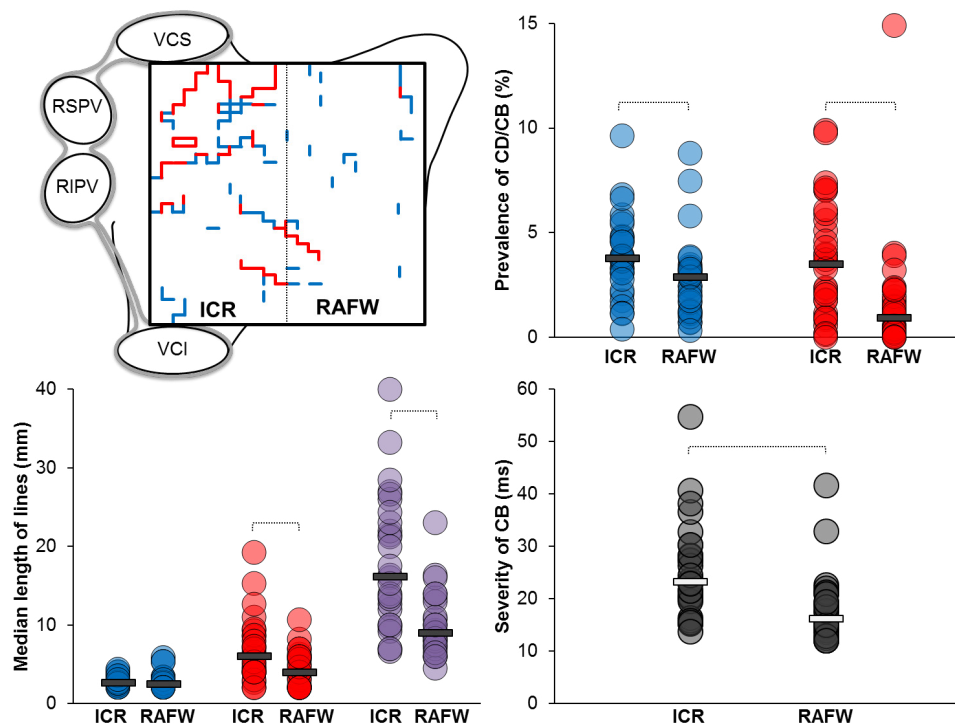 VCS
RSPV
RIPV
VCI
ICR RAFW
Prevalence of CD/CB (%)
15
10
5
0
ICR RAFW ICR RAFW
Median length of lines (mm)
40
30
20
10
0
ICR RAFW ICR RAFW ICR RAFW
Severity of CB (ms)
60
50
40
30
20
10
0
ICR RAFW